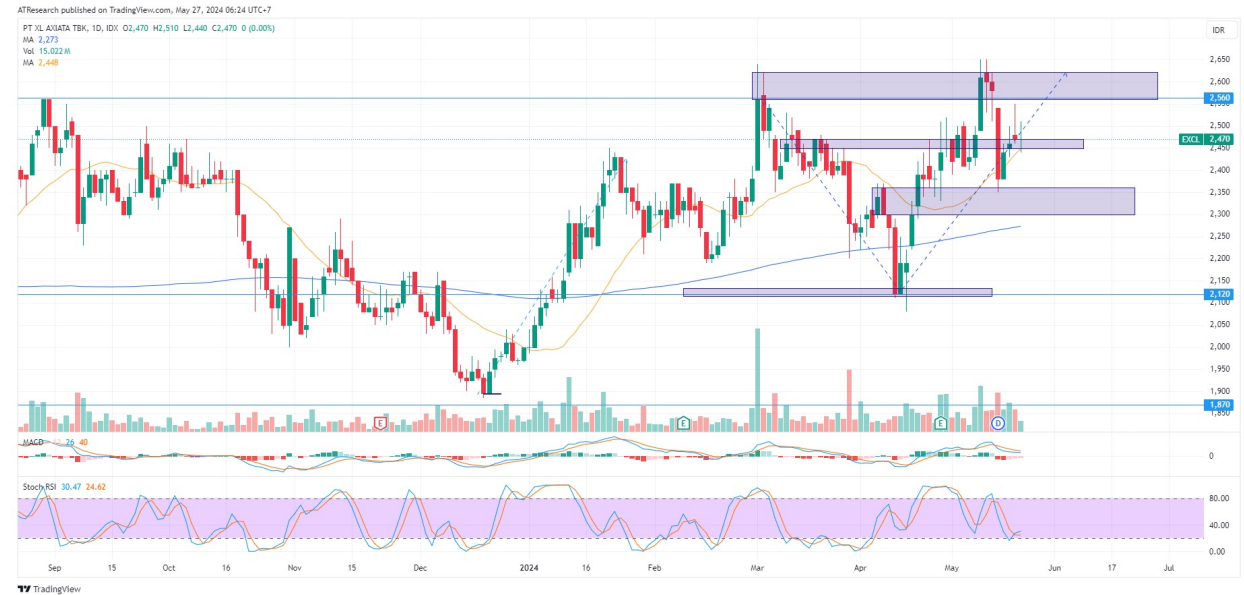 ATResearch published on TradingView.com, May 27, 2024 06:24 UTC+7
PT XL AXIATA TBK, 1D, IDX O2,470 H2,510 L2,440 C2,470 0 (0.00%)
IDR
MA 2,273
Vol 15.022M
MA 2,448
2,650
2,600
2,560
2,500
EXCL 2,470
2,450
2,400
2,350
2,300
2,250
2,200
2,150
2,120
2,100
2,050
2,000
1,950
1,900
1,870
1,850
E E E D
MACD 26 40
0
Stoch RSI 30.47 24.62
80.00
40.00
0.00
Sep 15 Oct 16 Nov 15 Dec 2024 16 Feb Mar 15 Apr May Jun 17 Jul
TradingView